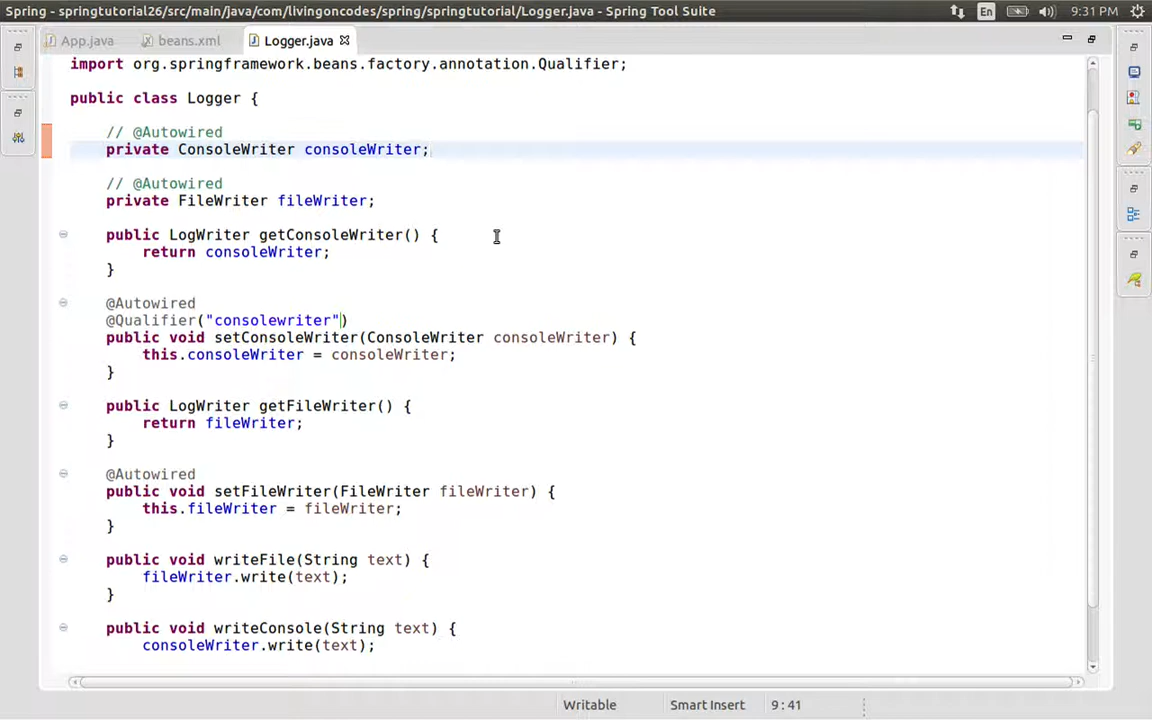 Spring - springtutorial26/src/main/java/com/livingoncodes/spring/springtutorial/Logger.java - Spring Tool Suite
En
9:31 PM
App.java
beans.xml
Logger.java
import org.springframework.beans.factory.annotation.Qualifier;
public class Logger {
// @Autowired
private ConsoleWriter consoleWriter;
// @Autowired
private FileWriter fileWriter;
public LogWriter getConsoleWriter() {
return consoleWriter;
}
@Autowired
@Qualifier("consolewriter")
public void setConsoleWriter(ConsoleWriter consoleWriter) {
this.consoleWriter = consoleWriter;
}
public LogWriter getFileWriter() {
return fileWriter;
}
@Autowired
public void setFileWriter(FileWriter fileWriter) {
this.fileWriter = fileWriter;
}
public void writeFile(String text) {
fileWriter.write(text);
}
public void writeConsole(String text) {
consoleWriter.write(text);
Writable
Smart Insert
9:41